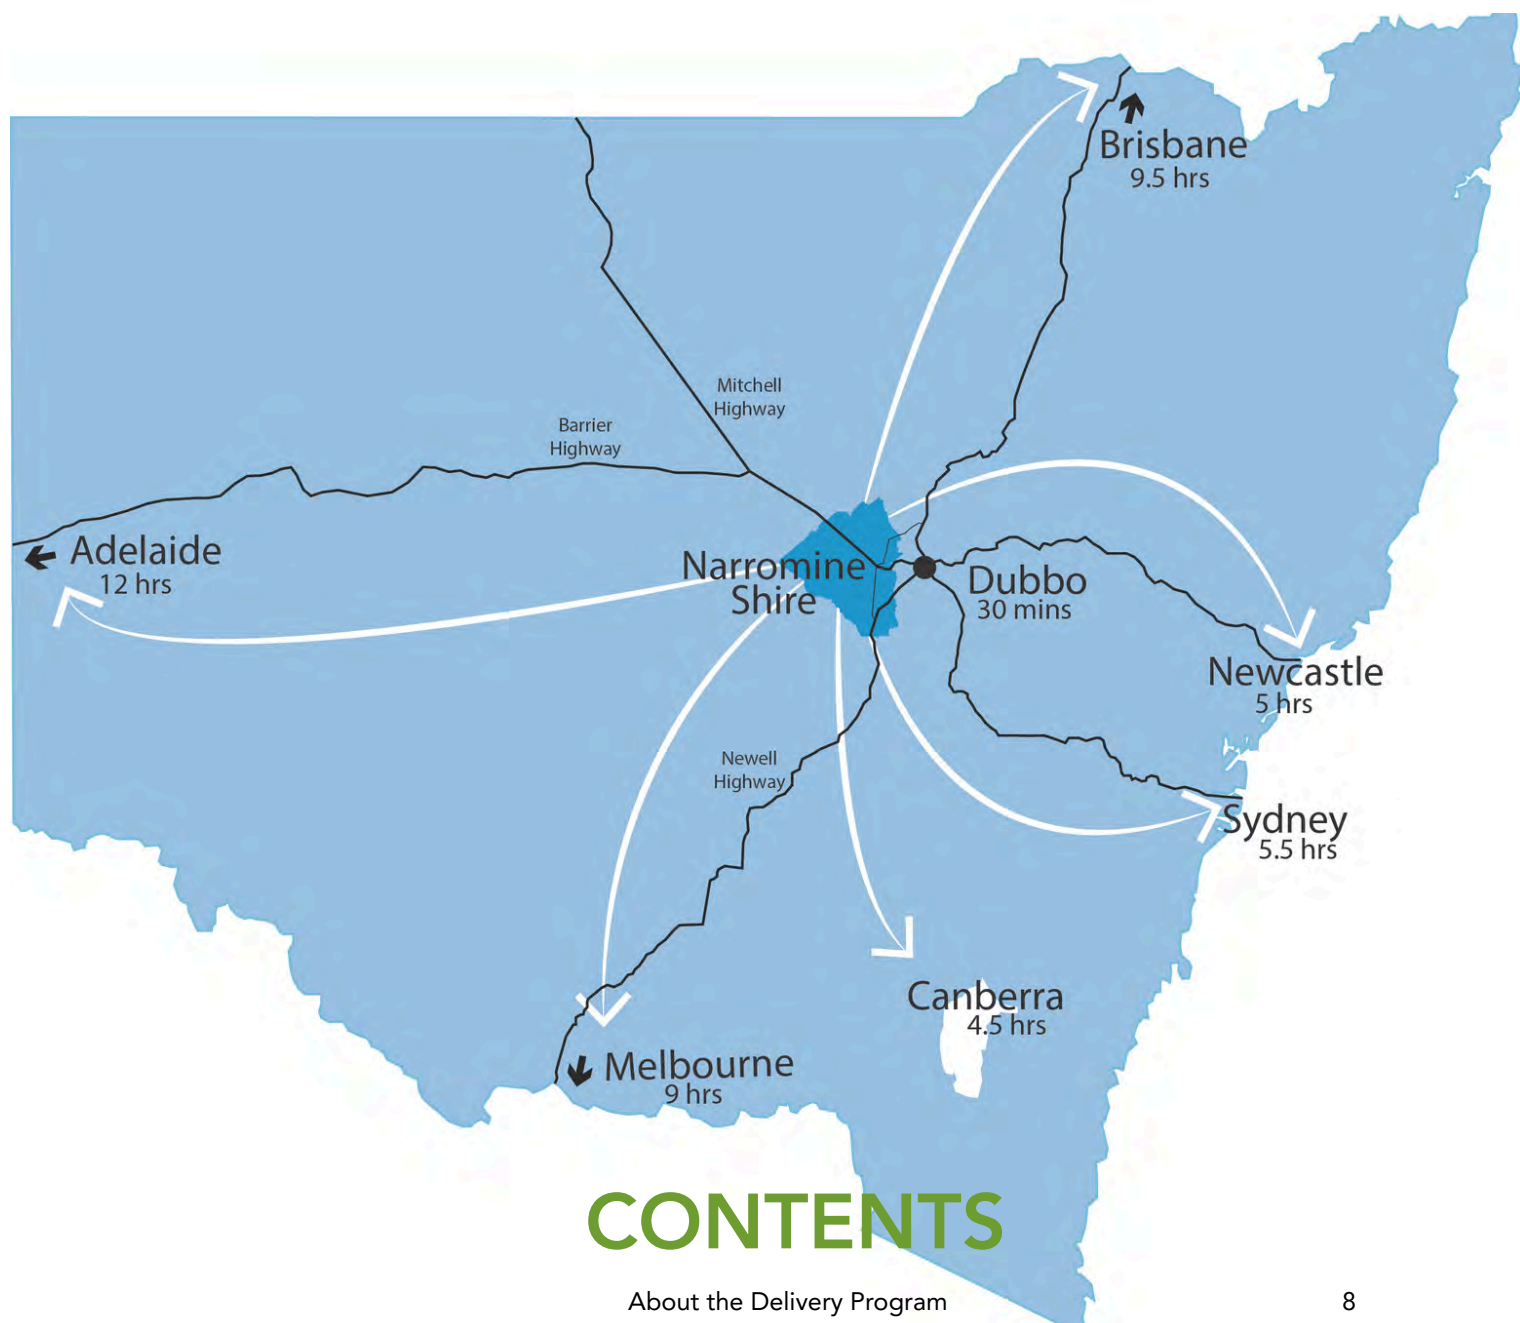 Brisbane
9.5 hrs
Mitchell
Highway
Barrier
Highway
Adelaide
12 hrs
Narromine
Shire
Dubbo
30 mins
Newcastle
5 hrs
Newell
Highway
Sydney
5.5 hrs
Canberra
4.5 hrs
Melbourne
9 hrs
CONTENTS
About the Delivery Program 8